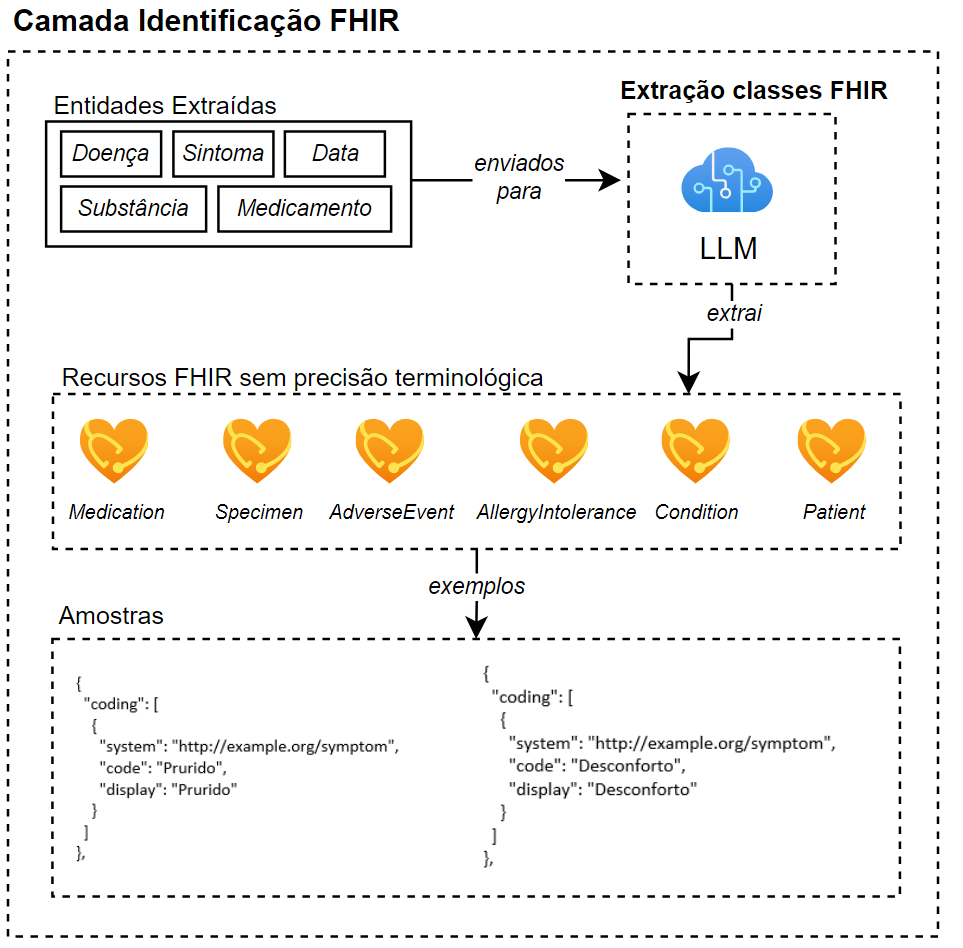 Camada Identificação FHIR
Entidades Extraídas
Doença
Sintoma
Data
Substância
Medicamento
enviados
para
Extração classes FHIR
LLM
extrai
Recursos FHIR sem precisão terminológica
Medication
Specimen
AdverseEvent
AllergyIntolerance
Condition
Patient
exemplos
Amostras
{
"coding": [
{
"system": "http://example.org/symptom",
"code": "Prurido",
"display": "Prurido"
}
]
},
{
"coding": [
{
"system": "http://example.org/symptom",
"code": "Desconforto",
"display": "Desconforto"
}
]
},